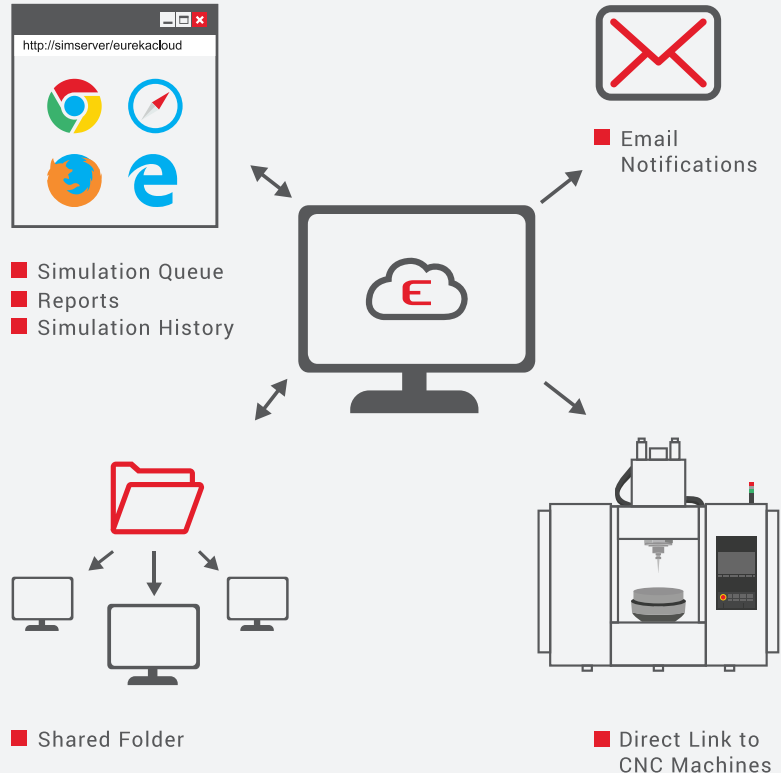 http://simserver/eurekacloud
Email
Notifications
E
Simulation Queue
Reports
Simulation History
Shared Folder
Direct Link to
CNC Machines